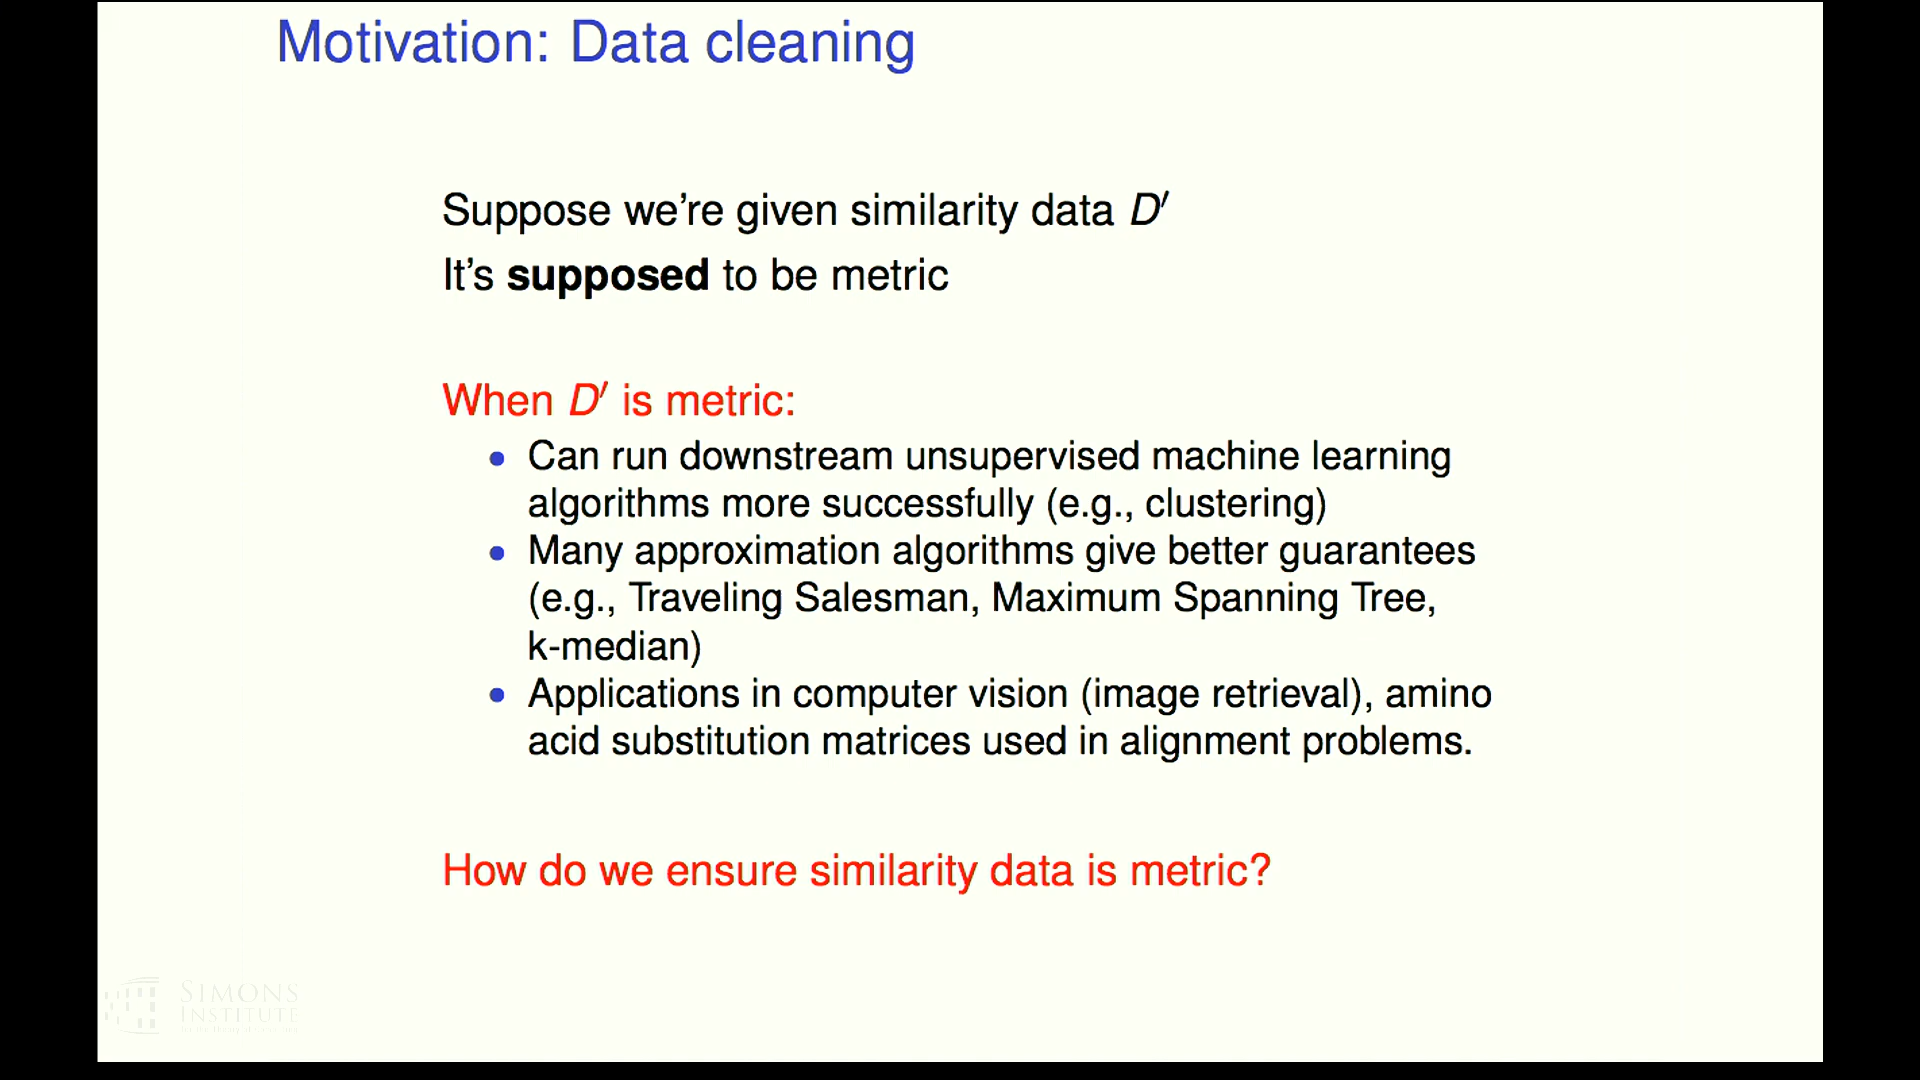 Motivation: Data cleaning
Suppose we're given similarity data D′
It's supposed to be metric
When D′ is metric:
• Can run downstream unsupervised machine learning
algorithms more successfully (e.g., clustering)
• Many approximation algorithms give better guarantees
(e.g., Traveling Salesman, Maximum Spanning Tree,
k-median)
• Applications in computer vision (image retrieval), amino
acid substitution matrices used in alignment problems.
How do we ensure similarity data is metric?
SIMONS
INSTITUTE